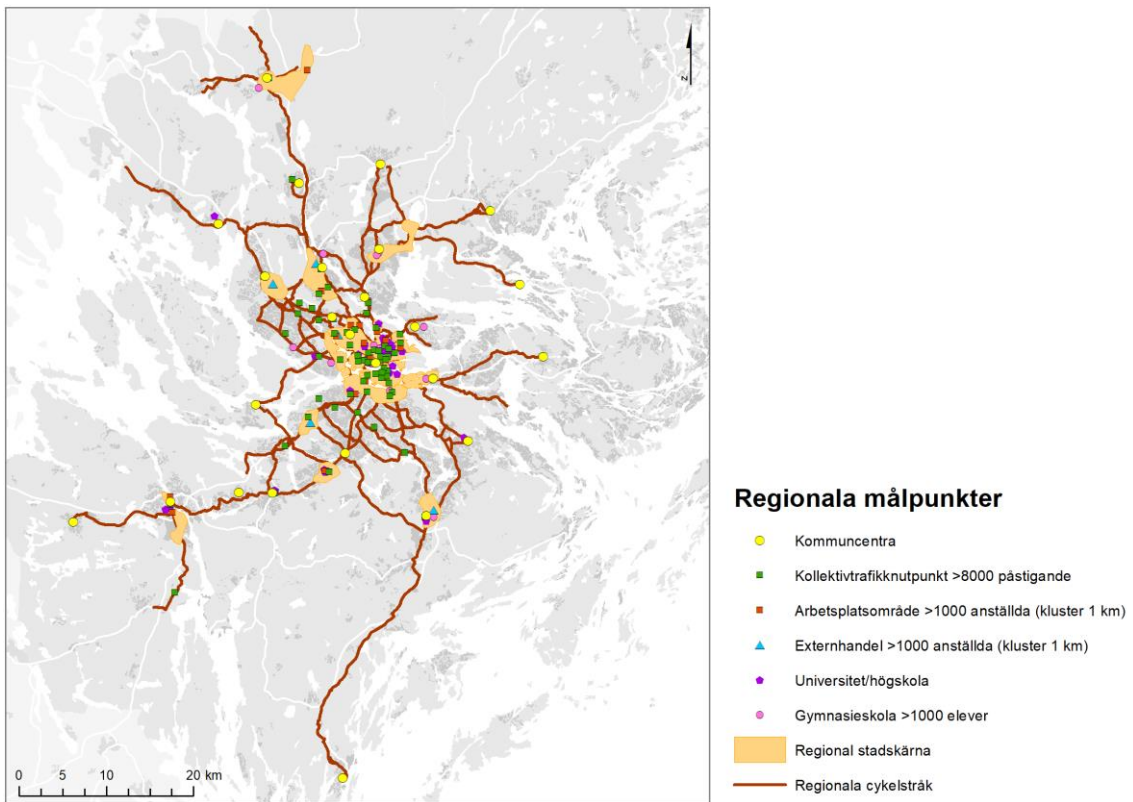 z
0 5 10 20 km
Regionala målpunkter
Kommuncentra
Kollektivtrafikknutpunkt >8000 påstigande
Arbetsplatsområde >1000 anställda (kluster 1 km)
Externhandel >1000 anställda (kluster 1 km)
Universitet/högskola
Gymnasieskola >1000 elever
Regional stadskärna
Regionala cykelstråk